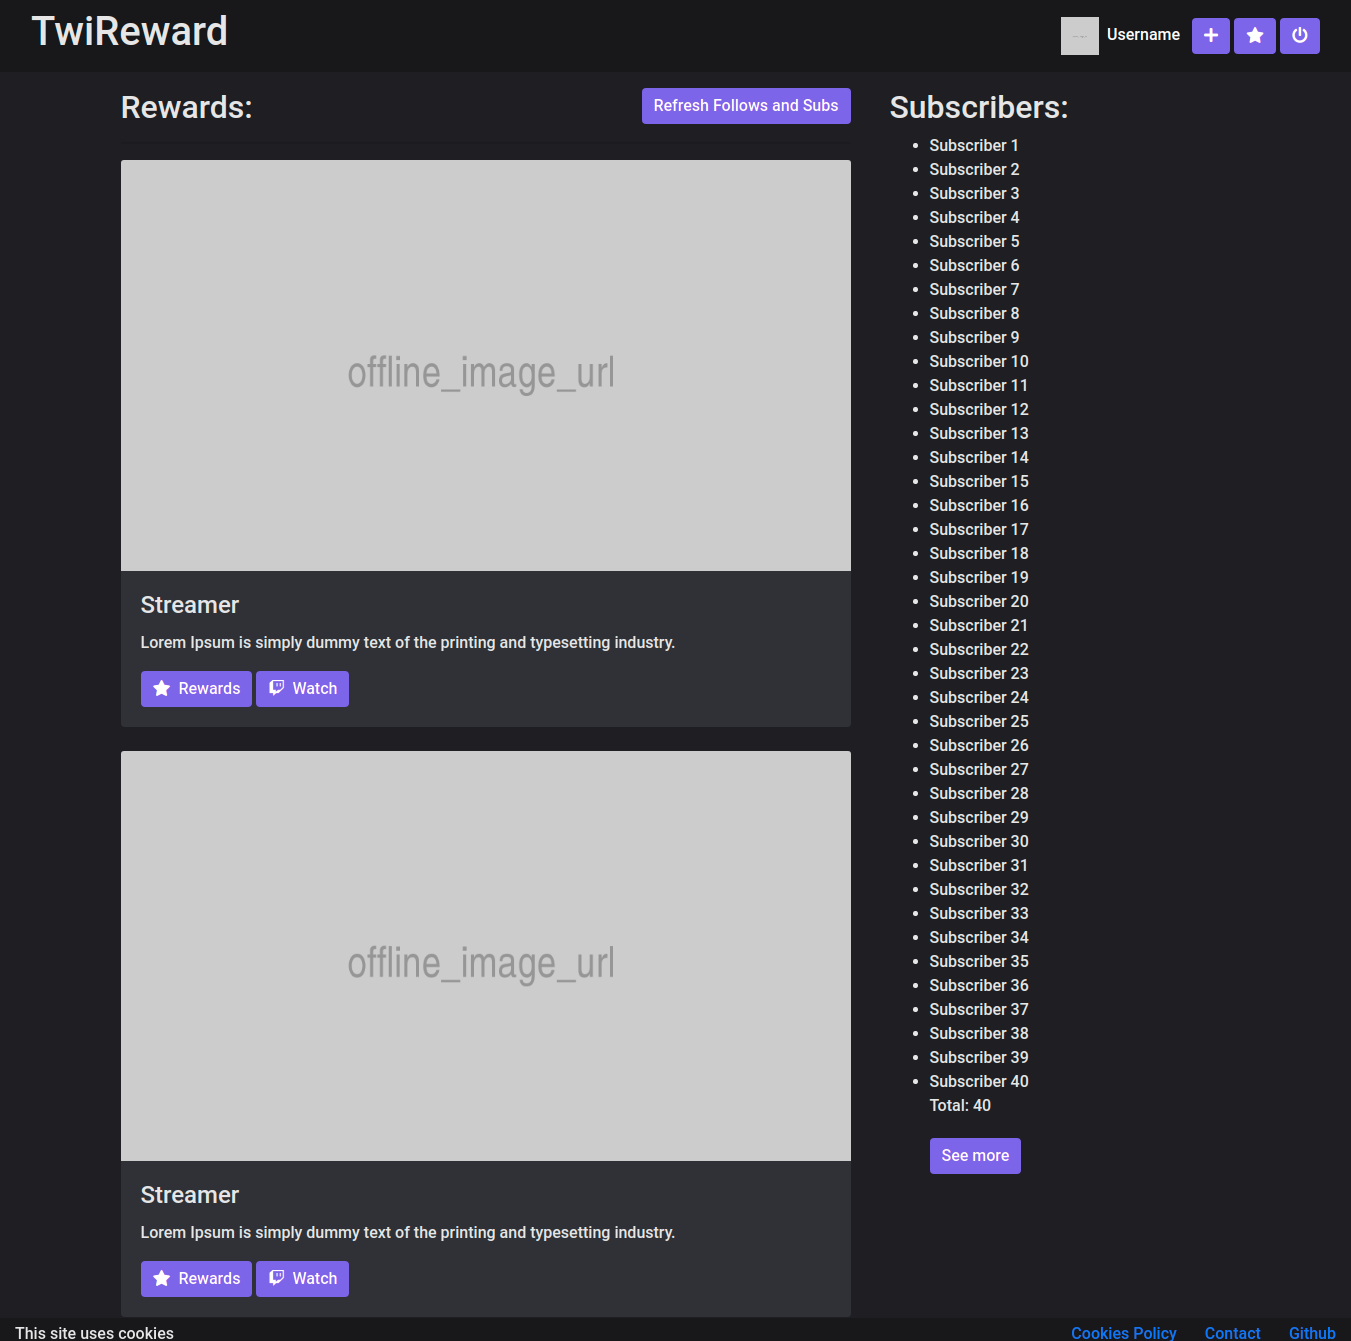 TwiReward
Username
Rewards:
Refresh Follows and Subs
offline_image_url
Streamer
Lorem Ipsum is simply dummy text of the printing and typesetting industry.
Rewards
Watch
offline_image_url
Streamer
Lorem Ipsum is simply dummy text of the printing and typesetting industry.
Rewards
Watch
Subscribers:
Subscriber 1
Subscriber 2
Subscriber 3
Subscriber 4
Subscriber 5
Subscriber 6
Subscriber 7
Subscriber 8
Subscriber 9
Subscriber 10
Subscriber 11
Subscriber 12
Subscriber 13
Subscriber 14
Subscriber 15
Subscriber 16
Subscriber 17
Subscriber 18
Subscriber 19
Subscriber 20
Subscriber 21
Subscriber 22
Subscriber 23
Subscriber 24
Subscriber 25
Subscriber 26
Subscriber 27
Subscriber 28
Subscriber 29
Subscriber 30
Subscriber 31
Subscriber 32
Subscriber 33
Subscriber 34
Subscriber 35
Subscriber 36
Subscriber 37
Subscriber 38
Subscriber 39
Subscriber 40
Total: 40
See more
This site uses cookies
Cookies Policy
Contact
Github